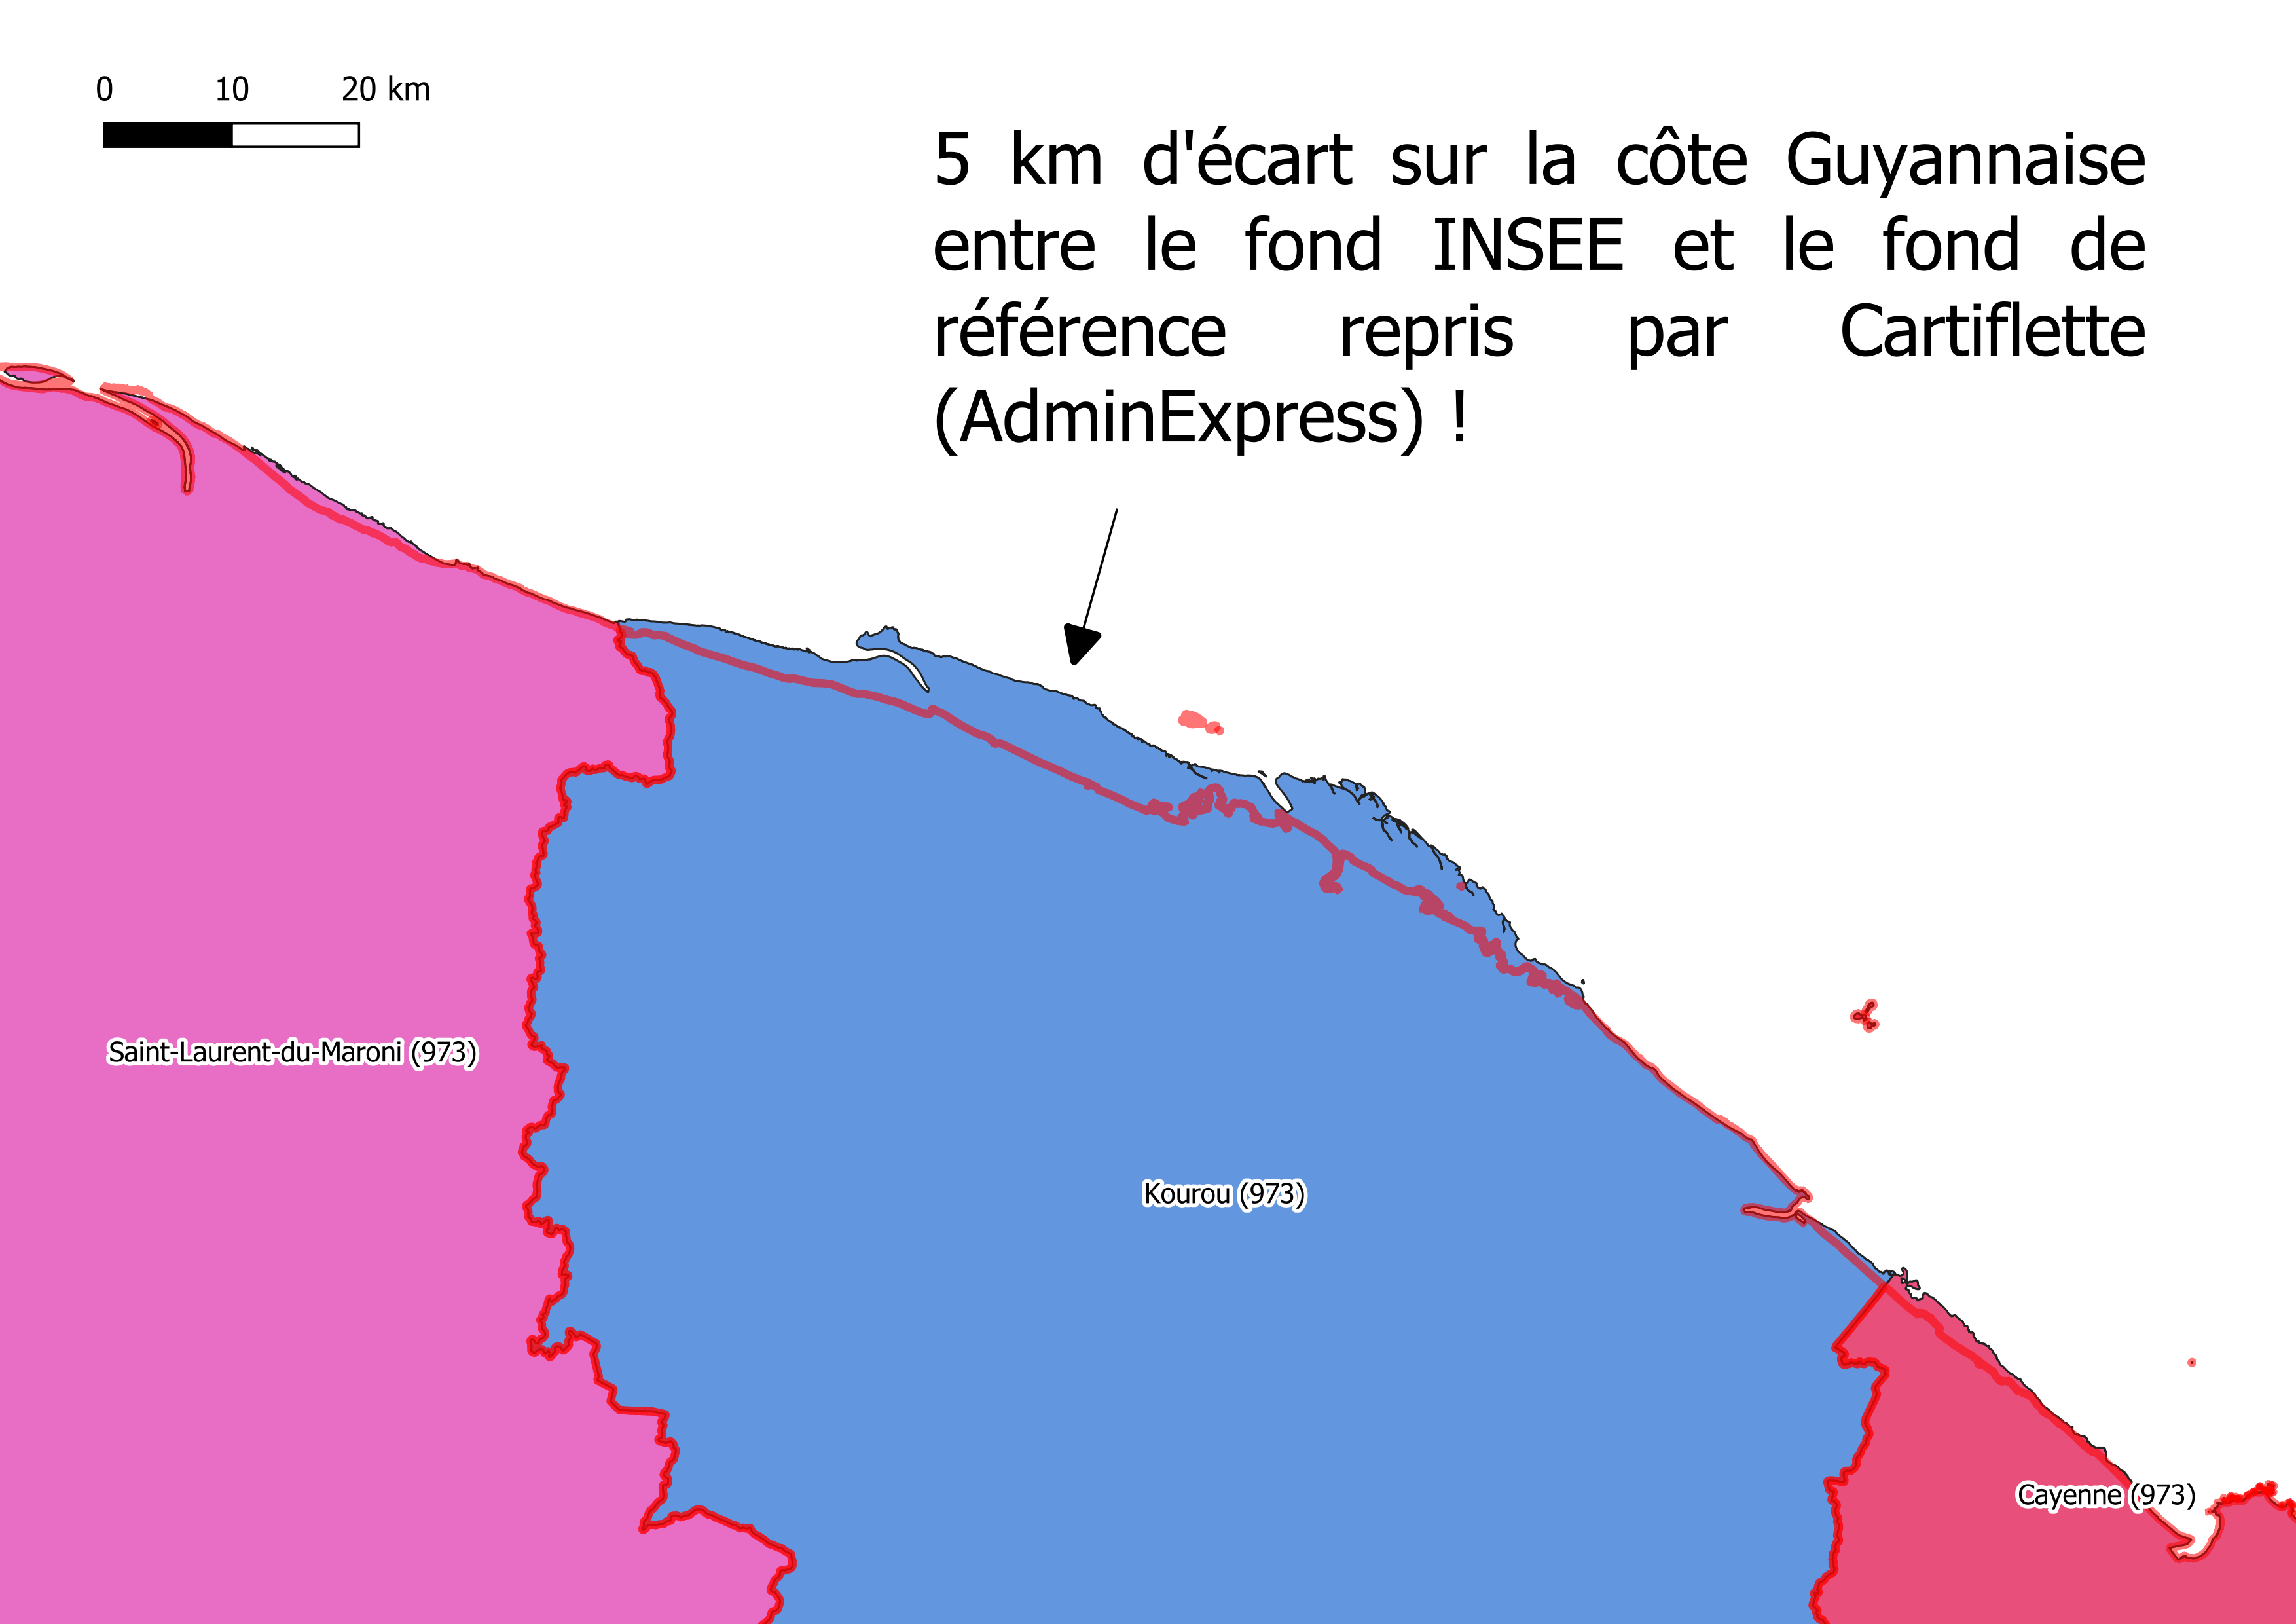 0 10 20 km
5 km d'écart sur la côte Guyannaise
entre le fond INSEE et le fond de
référence repris par Cartiflette
(AdminExpress) !
Saint-Laurent-du-Maroni (973)
Kourou (973)
Cayenne (973)